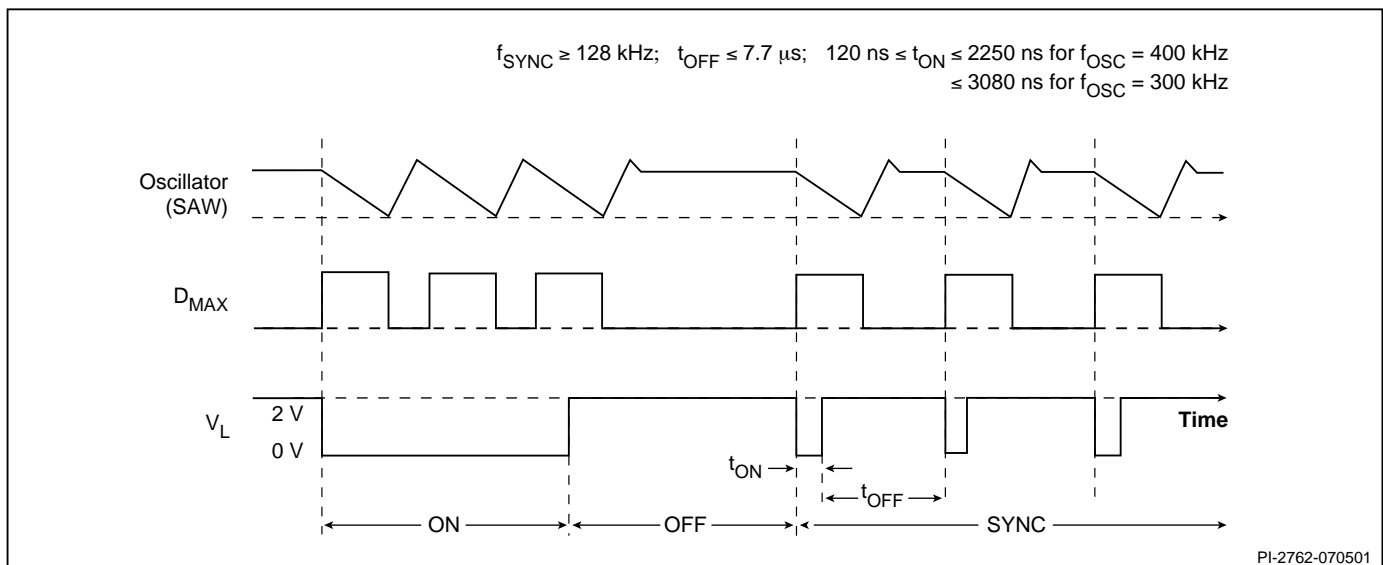 f_SYNC ≥ 128 kHz; t_OFF ≤ 7.7 μs; 120 ns ≤ t_ON ≤ 2250 ns for f_OSC = 400 kHz
≤ 3080 ns for f_OSC = 300 kHz
Oscillator
(SAW)
D_MAX
V_L
2 V
0 V
Time
t_ON
t_OFF
ON
OFF
SYNC
PI-2762-070501